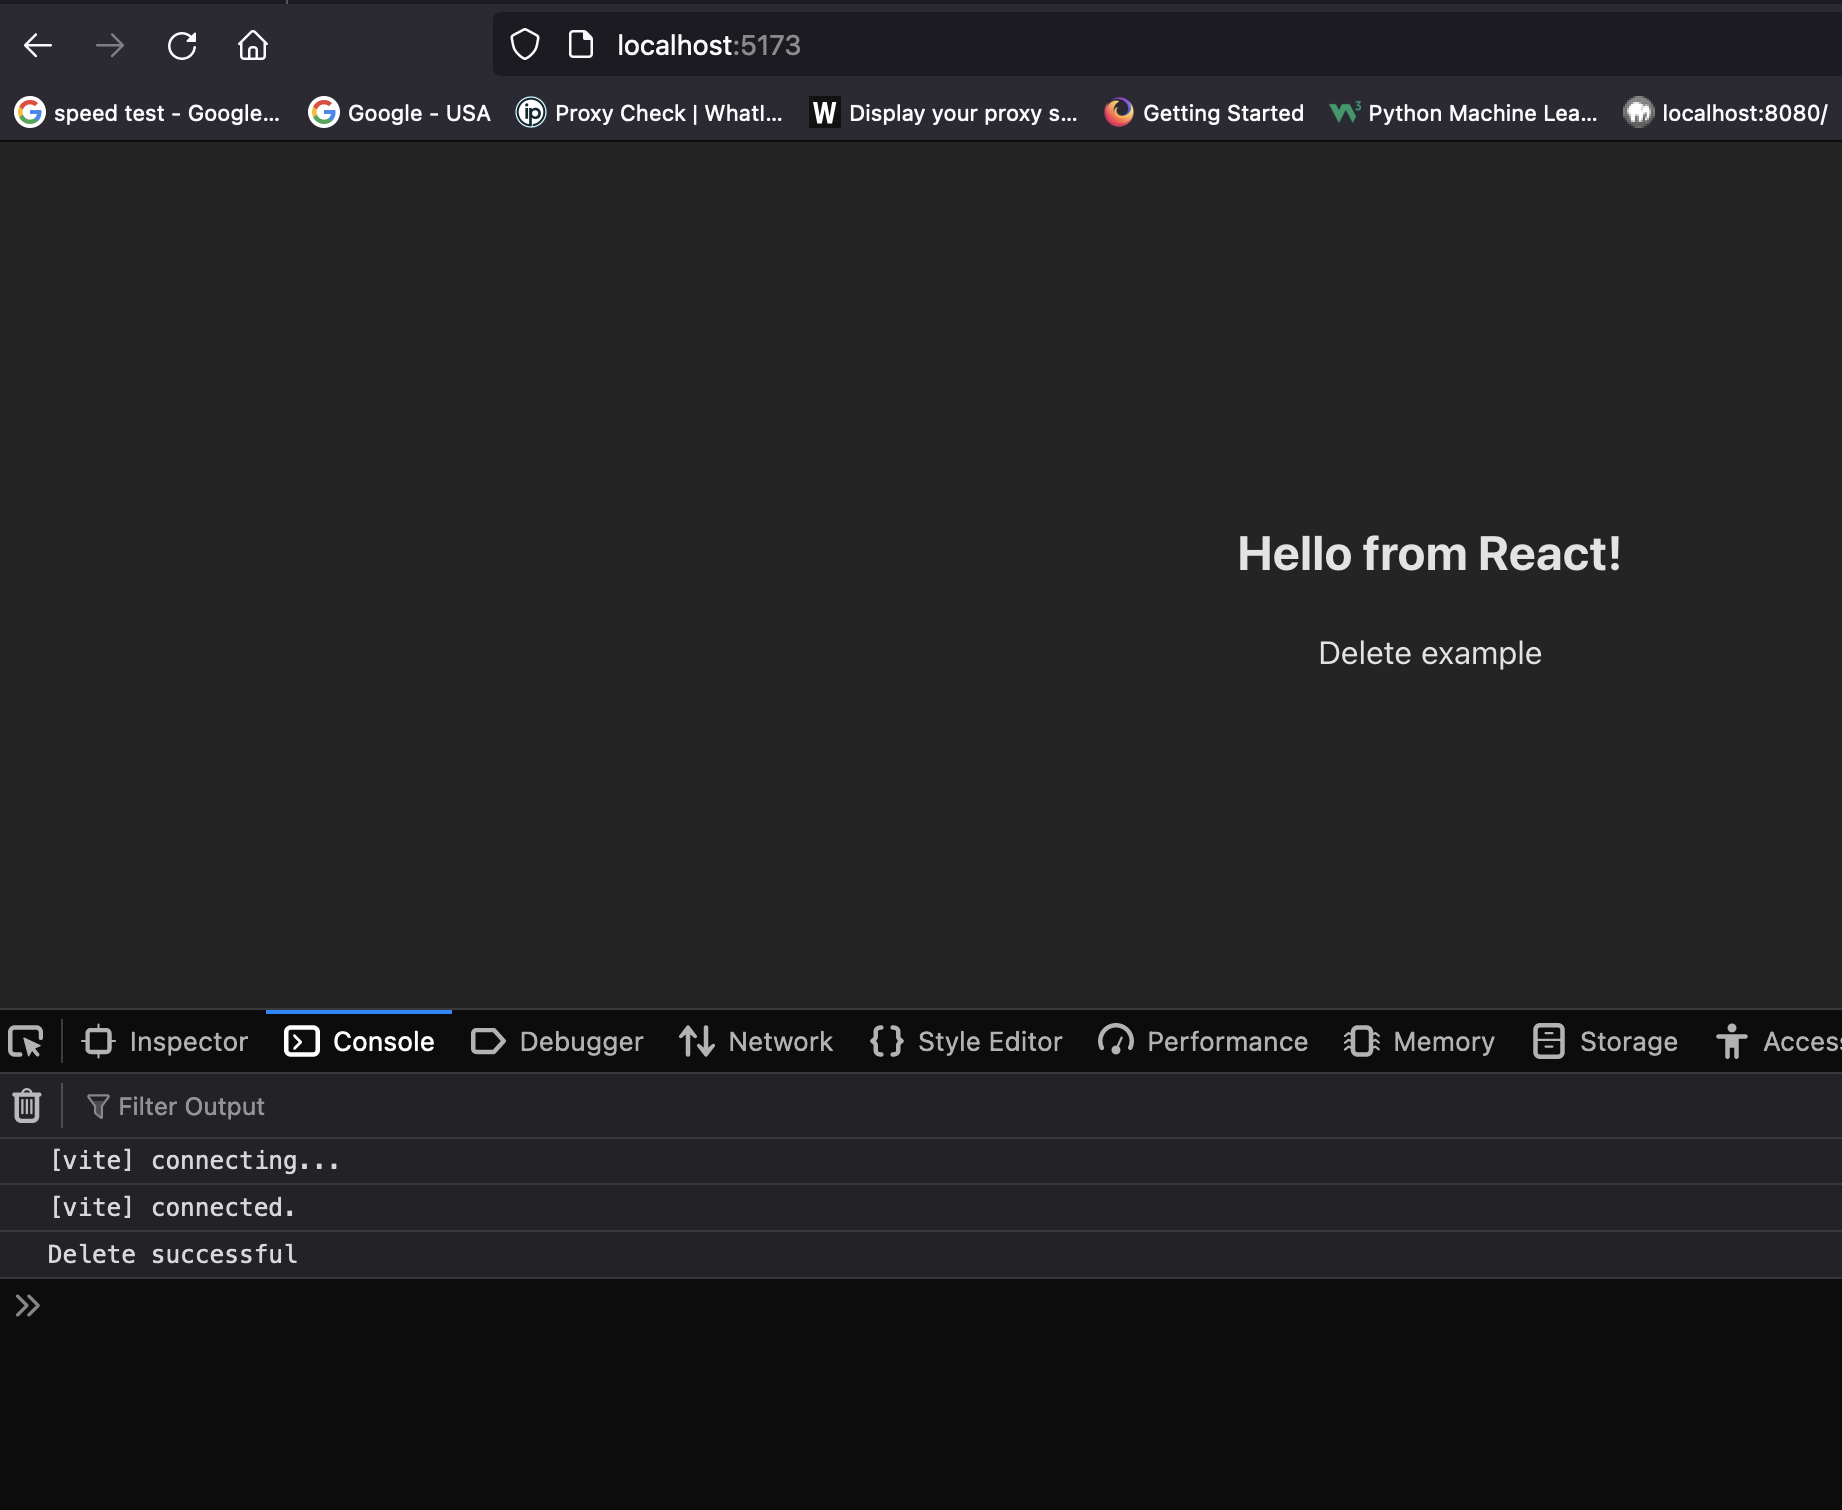 localhost:5173
speed test - Google... Google - USA Proxy Check | WhatI... W Display your proxy s... Getting Started Python Machine Lea... localhost:8080/
Hello from React!
Delete example
Inspector Console Debugger Network Style Editor Performance Memory Storage Acces
Filter Output
[vite] connecting...
[vite] connected.
Delete successful